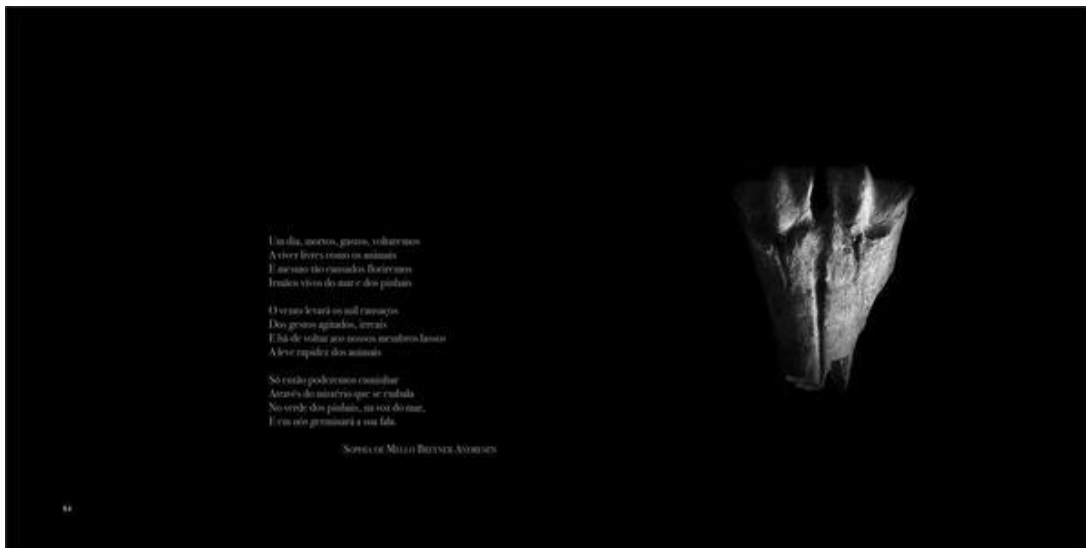 Um dia, mortos, gastos, voltaremos
A viver livres como os animais
E mesmo tão cansados floriremos
Irmãos vivos do mar e dos pinhais
O vento levará os mil cansaços
Dos gestos agitados, irreais
E há-de voltar aos nossos membros lassos
A leve rapidez dos animais
Só então poderemos caminhar
Através do mistério que se embala
No verde dos pinhais, na voz do mar,
E em nós germinará a sua fala.
SOPHIA DE MELLO BREYNER ANDRESEN